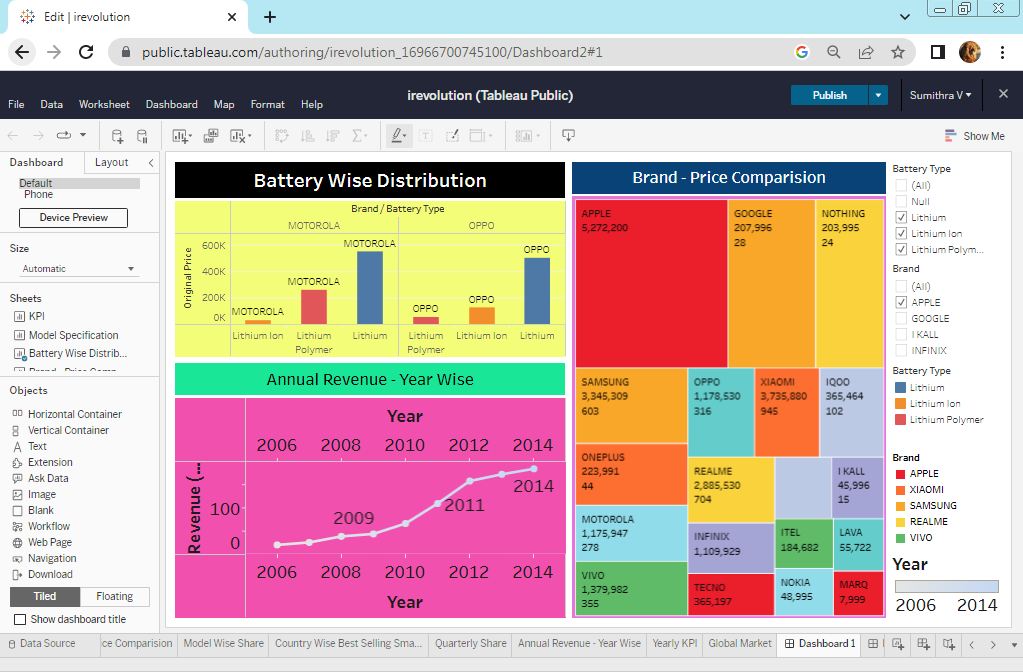 Edit | irevolution
public.tableau.com/authoring/irevolution_16966700745100/Dashboard2#1
irevolution (Tableau Public)
Publish
Sumithra V
File Data Worksheet Dashboard Map Format Help
Show Me
Dashboard Layout
Default
Phone
Device Preview
Size
Automatic
Sheets
KPI
Model Specification
Battery Wise Distrib...
Objects
Horizontal Container
Vertical Container
Text
Extension
Ask Data
Image
Blank
Workflow
Web Page
Navigation
Download
Tiled Floating
Show dashboard title
Battery Wise Distribution
Brand / Battery Type
MOTOROLA OPPO
Original Price
600K
400K
200K
0K
MOTOROLA
MOTOROLA
MOTOROLA
OPPO
OPPO
OPPO
Lithium Ion
Lithium Polymer
Lithium
Lithium Polymer
Lithium Ion
Lithium
Annual Revenue - Year Wise
Year
2006 2008 2010 2012 2014
Revenue (...
100
0
2009
2011
2014
2006 2008 2010 2012 2014
Year
Brand - Price Comparision
APPLE
5,272,200
GOOGLE
207,996
28
NOTHING
203,995
24
SAMSUNG
3,345,309
603
OPPO
1,178,530
316
XIAOMI
3,735,880
945
IQOO
365,464
102
ONEPLUS
223,991
44
REALME
2,885,530
704
I KALL
45,996
15
MOTOROLA
1,175,947
278
INFINIX
1,109,929
ITEL
184,682
LAVA
55,722
VIVO
1,379,982
355
TECNO
365,197
NOKIA
48,995
MARQ
7,999
Battery Type
(All)
Null
Lithium
Lithium Ion
Lithium Polym...
Brand
(All)
APPLE
GOOGLE
I KALL
INFINIX
Battery Type
Lithium
Lithium Ion
Lithium Polymer
Brand
APPLE
XIAOMI
SAMSUNG
REALME
VIVO
Year
2006 2014
Data Source
ce Comparision
Model Wise Share
Country Wise Best Selling Sma...
Quarterly Share
Annual Revenue - Year Wise
Yearly KPI
Global Market
Dashboard 1